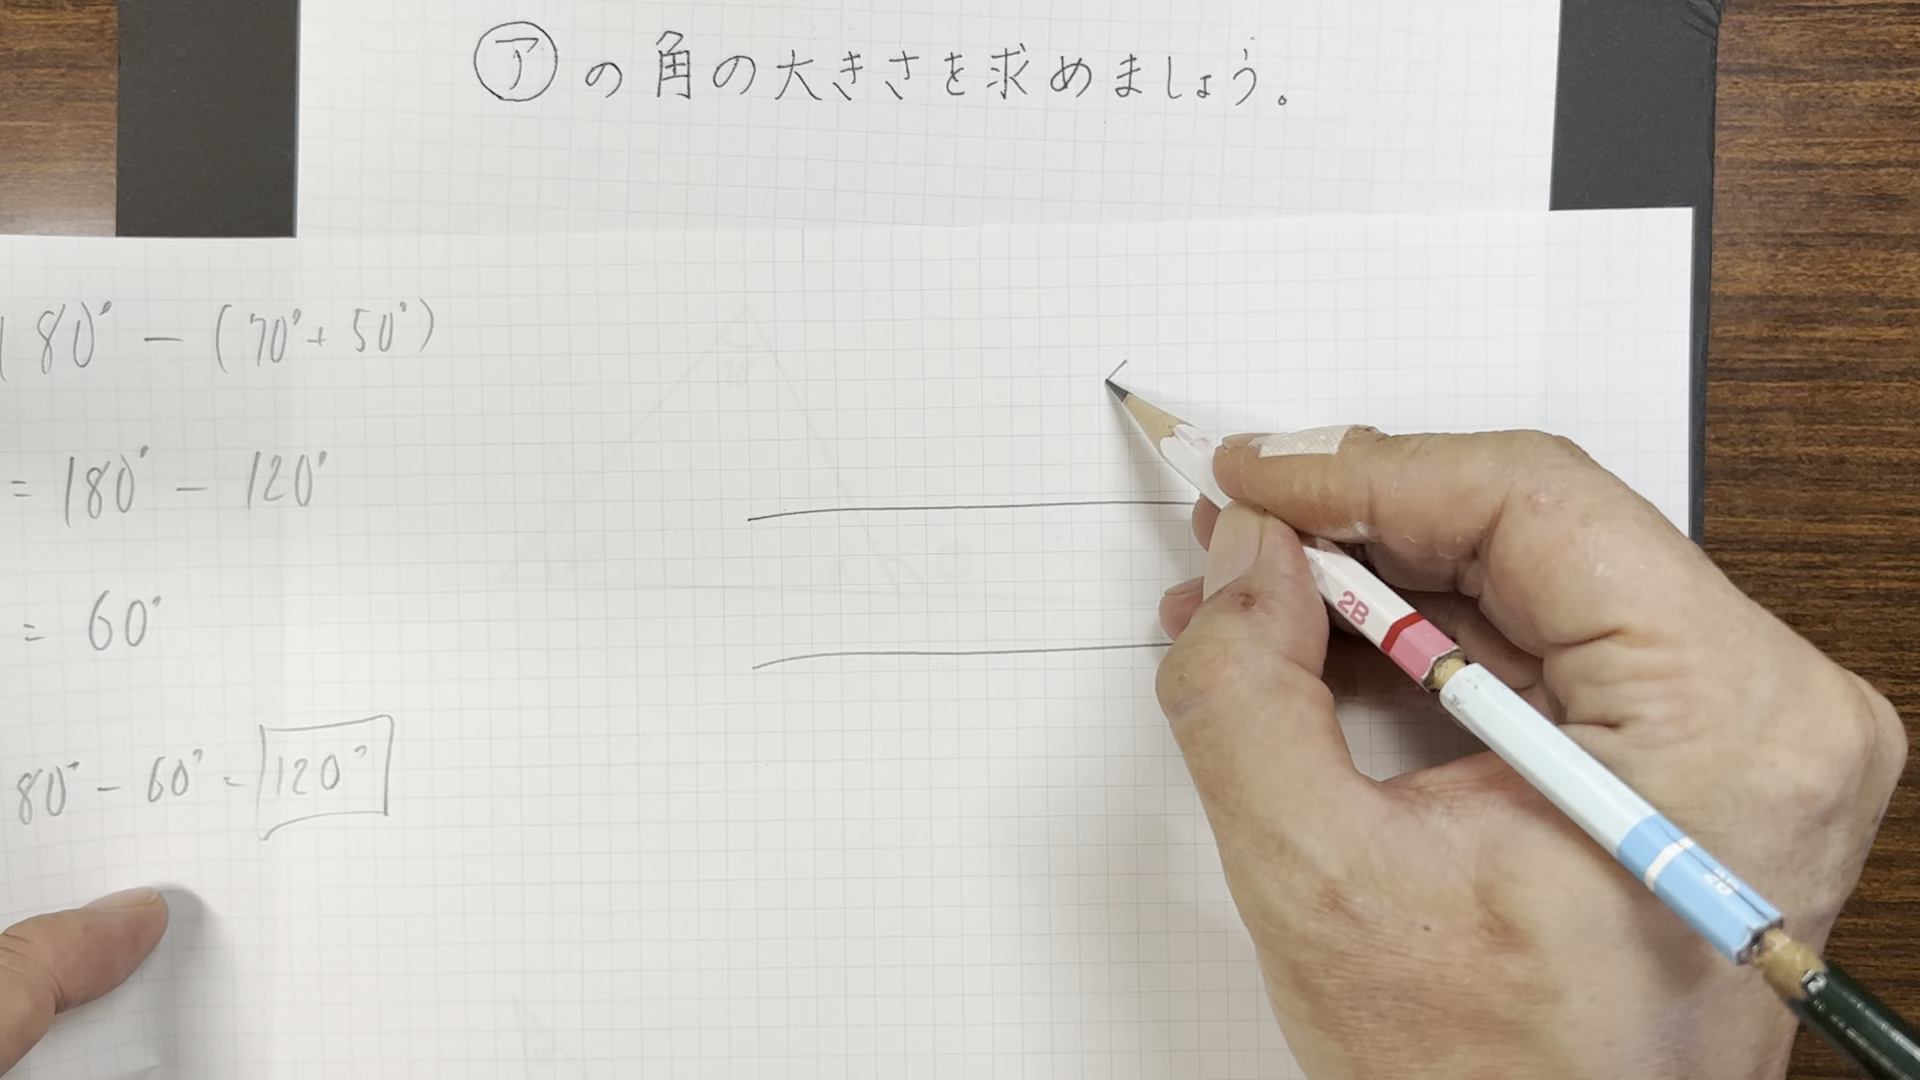 ㋐の角の大きさを求めましょう。
180° - (70° + 50°)
= 180° - 120°
= 60°
80° - 60° = 120°
2B